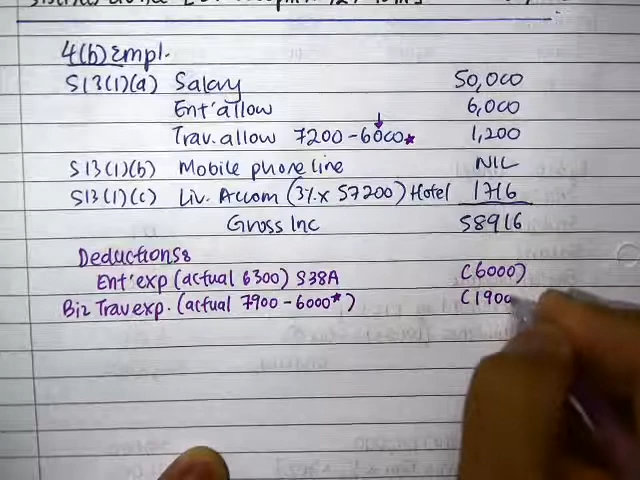 4(b) Empl.
S13(1)(a) Salary 50,000
Ent' allow 6,000
Trav. allow 7200 - 6000* 1,200
S13(1)(b) Mobile phone line NIL
S13(1)(c) Liv. Accom (3% x 57200) Hotel 1716
Gross Inc 58916
Deductions:
Ent' exp (actual 6300) S38A (6000)
Biz Trav exp. (actual 7900 - 6000*) (1900